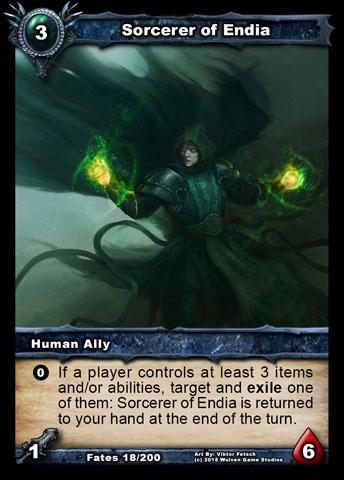 3
Sorcerer of Endia
Human Ally
0 If a player controls at least 3 items
and/or abilities, target and exile one
of them: Sorcerer of Endia is returned
to your hand at the end of the turn.
1
Fates 18/200
Art By: Viktor Fetsch
(c) 2015 Wulven Game Studios
6